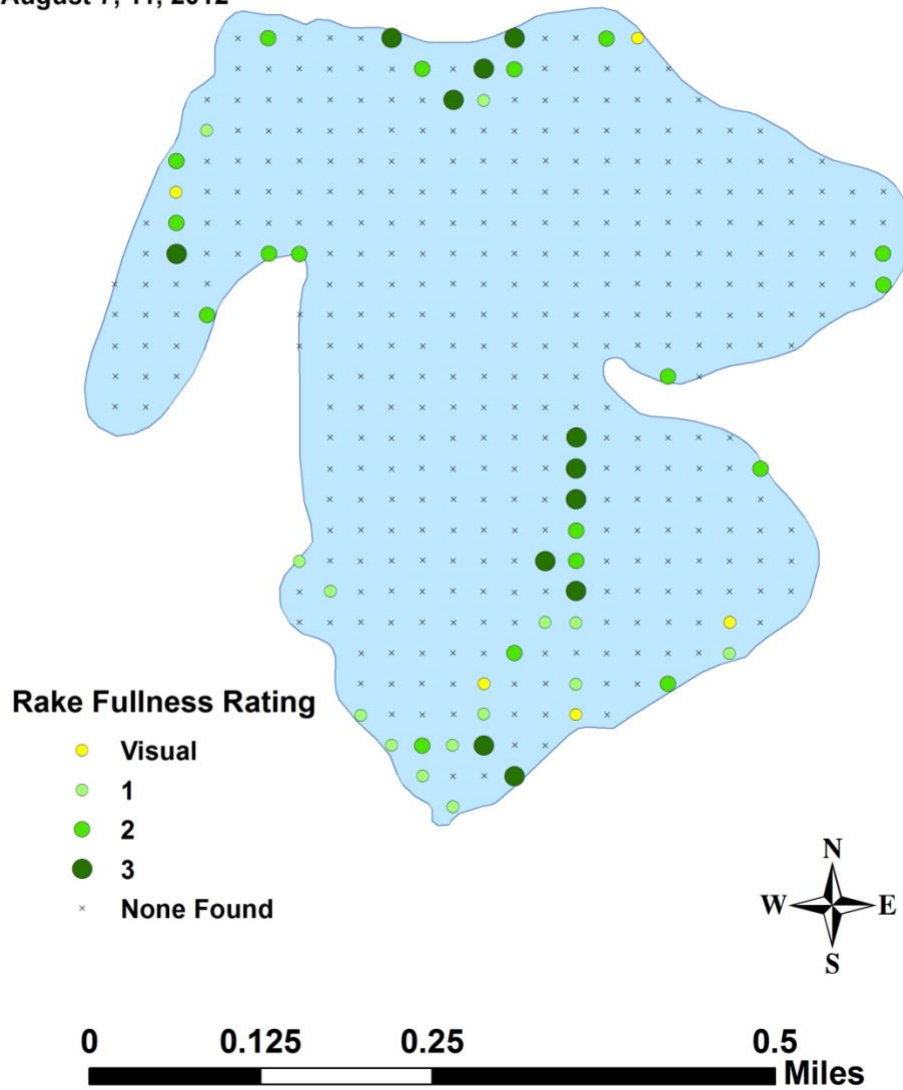 August 7, 11, 2012
Rake Fullness Rating
Visual
1
2
3
None Found
N
W E
S
0 0.125 0.25 0.5
Miles